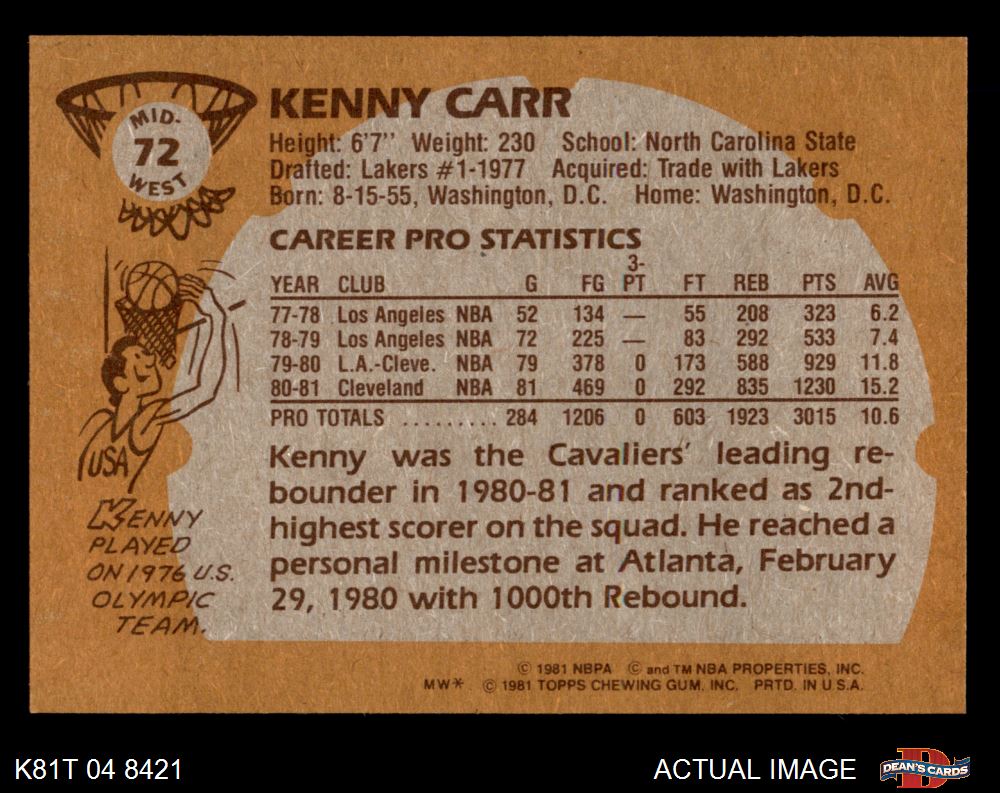 MID-
72
WEST
KENNY CARR
Height: 6'7'' Weight: 230 School: North Carolina State
Drafted: Lakers #1-1977 Acquired: Trade with Lakers
Born: 8-15-55, Washington, D.C. Home: Washington, D.C.
CAREER PRO STATISTICS
YEAR CLUB G FG 3-PT FT REB PTS AVG
77-78 Los Angeles NBA 52 134 — 55 208 323 6.2
78-79 Los Angeles NBA 72 225 — 83 292 533 7.4
79-80 L.A.-Cleve. NBA 79 378 0 173 588 929 11.8
80-81 Cleveland NBA 81 469 0 292 835 1230 15.2
PRO TOTALS ......... 284 1206 0 603 1923 3015 10.6
Kenny was the Cavaliers' leading re-
bounder in 1980-81 and ranked as 2nd-
highest scorer on the squad. He reached a
personal milestone at Atlanta, February
29, 1980 with 1000th Rebound.
USA
KENNY
PLAYED
ON 1976 U.S.
OLYMPIC
TEAM.
© 1981 NBPA © and TM NBA PROPERTIES, INC.
MW* © 1981 TOPPS CHEWING GUM, INC. PRTD. IN U.S.A.
K81T 04 8421
ACTUAL IMAGE
D
DEAN'S CARDS